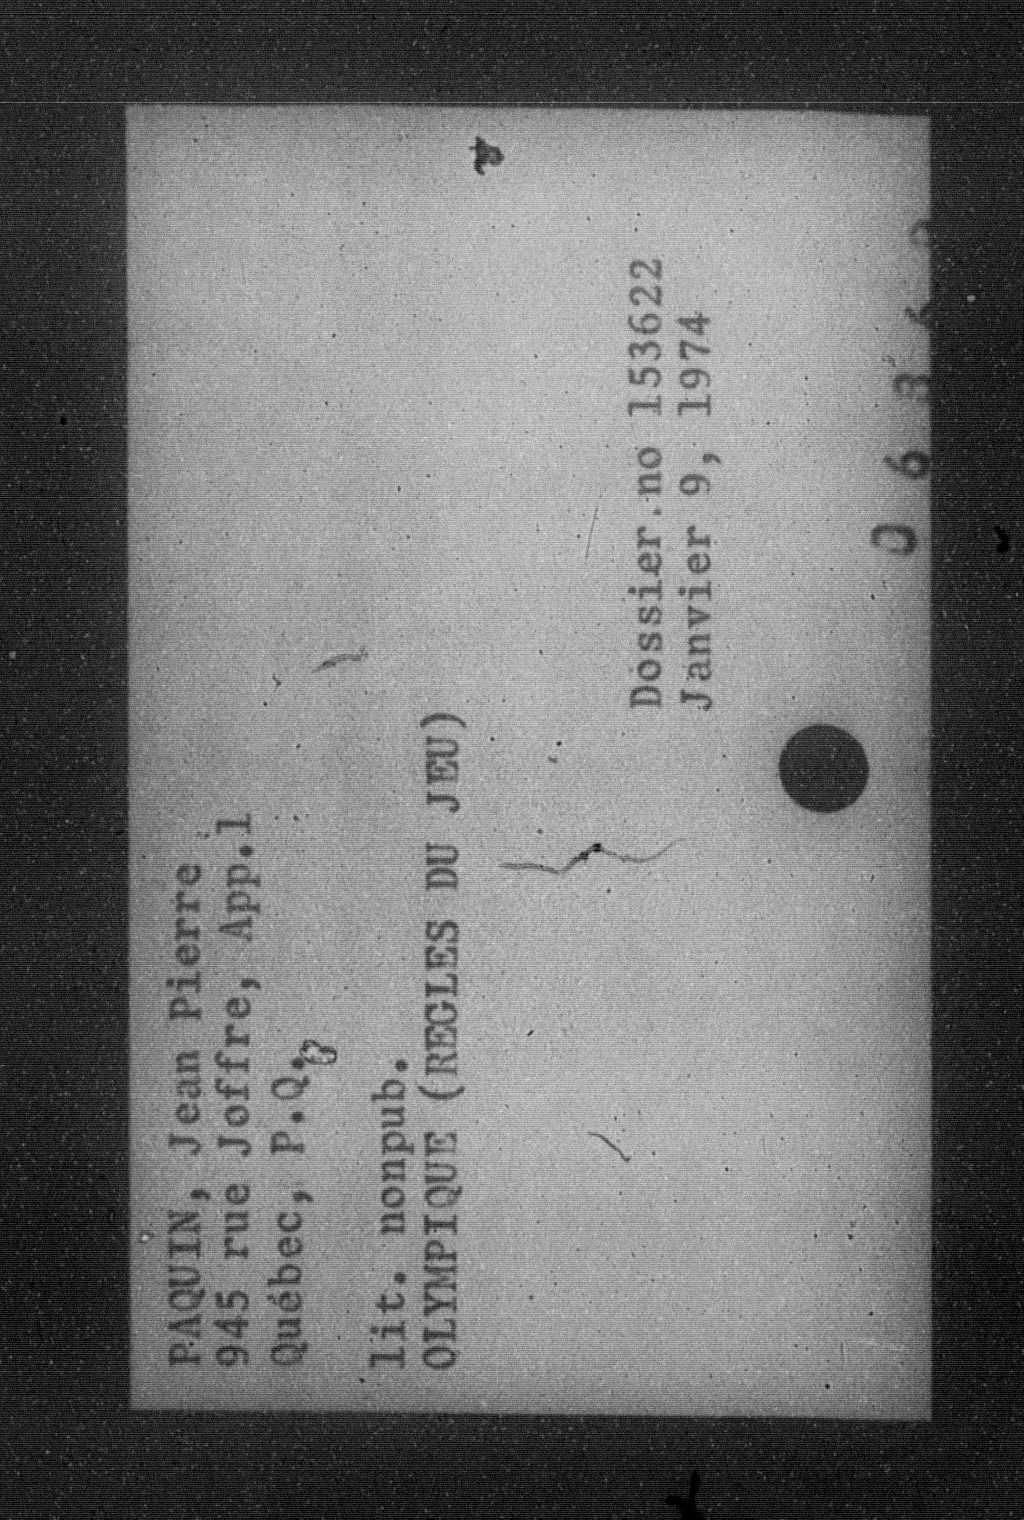 PAQUIN, Jean Pierre
945 rue Joffre, App.1
Québec, P.Q.
lit. nonpub.
OLYMPIQUE (REGLES DU JEU)
Dossier.no 153622
Janvier 9, 1974